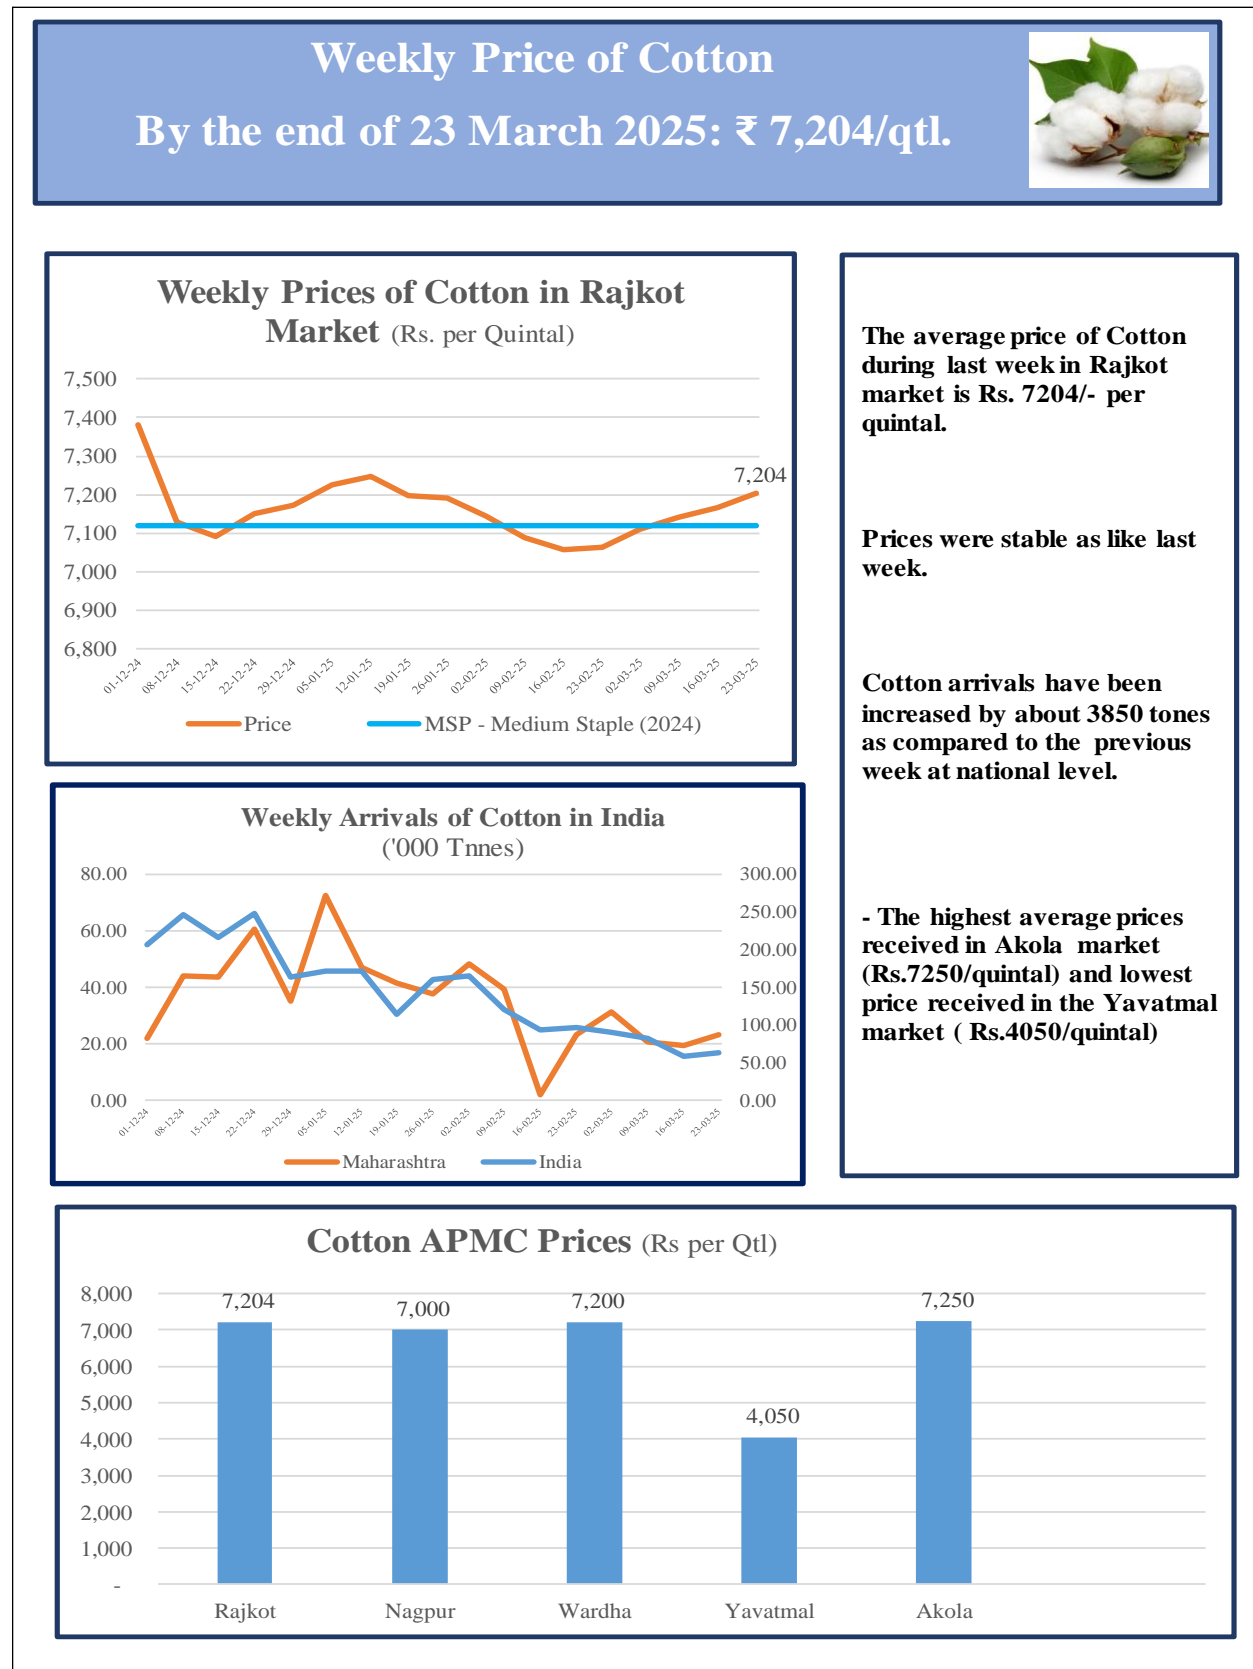 Weekly Price of Cotton
By the end of 23 March 2025: ₹ 7,204/qtl.
Weekly Prices of Cotton in Rajkot
Market (Rs. per Quintal)
7,500
7,400
7,300
7,200
7,100
7,000
6,900
6,800
7,204
01-12-24
08-12-24
15-12-24
22-12-24
29-12-24
05-01-25
12-01-25
19-01-25
26-01-25
02-02-25
09-02-25
16-02-25
23-02-25
02-03-25
09-03-25
16-03-25
23-03-25
Price
MSP - Medium Staple (2024)
The average price of Cotton
during last week in Rajkot
market is Rs. 7204/- per
quintal.
Prices were stable as like last
week.
Cotton arrivals have been
increased by about 3850 tones
as compared to the previous
week at national level.
- The highest average prices
received in Akola market
(Rs.7250/quintal) and lowest
price received in the Yavatmal
market ( Rs.4050/quintal)
Weekly Arrivals of Cotton in India
('000 Tnnes)
80.00
60.00
40.00
20.00
0.00
300.00
250.00
200.00
150.00
100.00
50.00
0.00
01-12-24
08-12-24
15-12-24
22-12-24
29-12-24
05-01-25
12-01-25
19-01-25
26-01-25
02-02-25
09-02-25
16-02-25
23-02-25
02-03-25
09-03-25
16-03-25
23-03-25
Maharashtra
India
Cotton APMC Prices (Rs per Qtl)
8,000
7,000
6,000
5,000
4,000
3,000
2,000
1,000
-
7,204
7,000
7,200
4,050
7,250
Rajkot
Nagpur
Wardha
Yavatmal
Akola